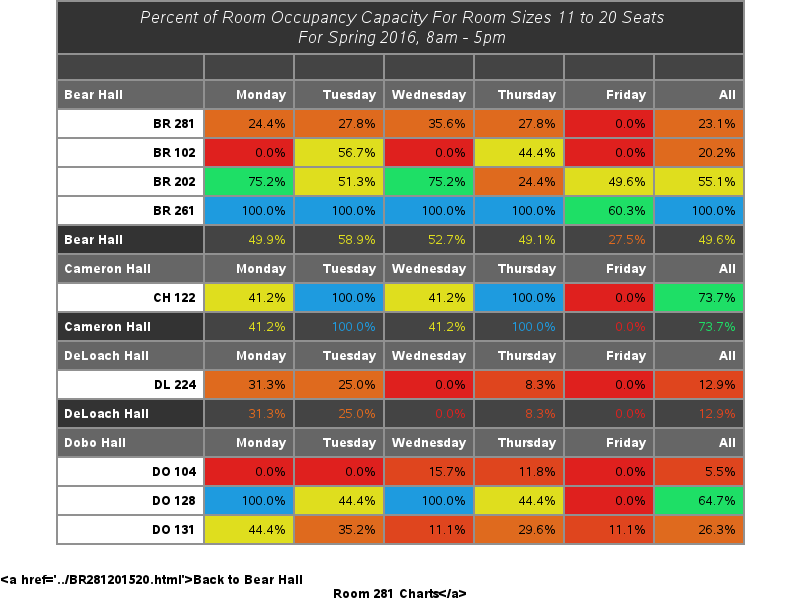 Percent of Room Occupancy Capacity For Room Sizes 11 to 20 Seats
For Spring 2016, 8am - 5pm
Bear Hall Monday Tuesday Wednesday Thursday Friday All
BR 281 24.4% 27.8% 35.6% 27.8% 0.0% 23.1%
BR 102 0.0% 56.7% 0.0% 44.4% 0.0% 20.2%
BR 202 75.2% 51.3% 75.2% 24.4% 49.6% 55.1%
BR 261 100.0% 100.0% 100.0% 100.0% 60.3% 100.0%
Bear Hall 49.9% 58.9% 52.7% 49.1% 27.5% 49.6%
Cameron Hall Monday Tuesday Wednesday Thursday Friday All
CH 122 41.2% 100.0% 41.2% 100.0% 0.0% 73.7%
Cameron Hall 41.2% 100.0% 41.2% 100.0% 0.0% 73.7%
DeLoach Hall Monday Tuesday Wednesday Thursday Friday All
DL 224 31.3% 25.0% 0.0% 8.3% 0.0% 12.9%
DeLoach Hall 31.3% 25.0% 0.0% 8.3% 0.0% 12.9%
Dobo Hall Monday Tuesday Wednesday Thursday Friday All
DO 104 0.0% 0.0% 15.7% 11.8% 0.0% 5.5%
DO 128 100.0% 44.4% 100.0% 44.4% 0.0% 64.7%
DO 131 44.4% 35.2% 11.1% 29.6% 11.1% 26.3%
&lt;a href='../BR281201520.html'&gt;Back to Bear Hall
Room 281 Charts&lt;/a&gt;